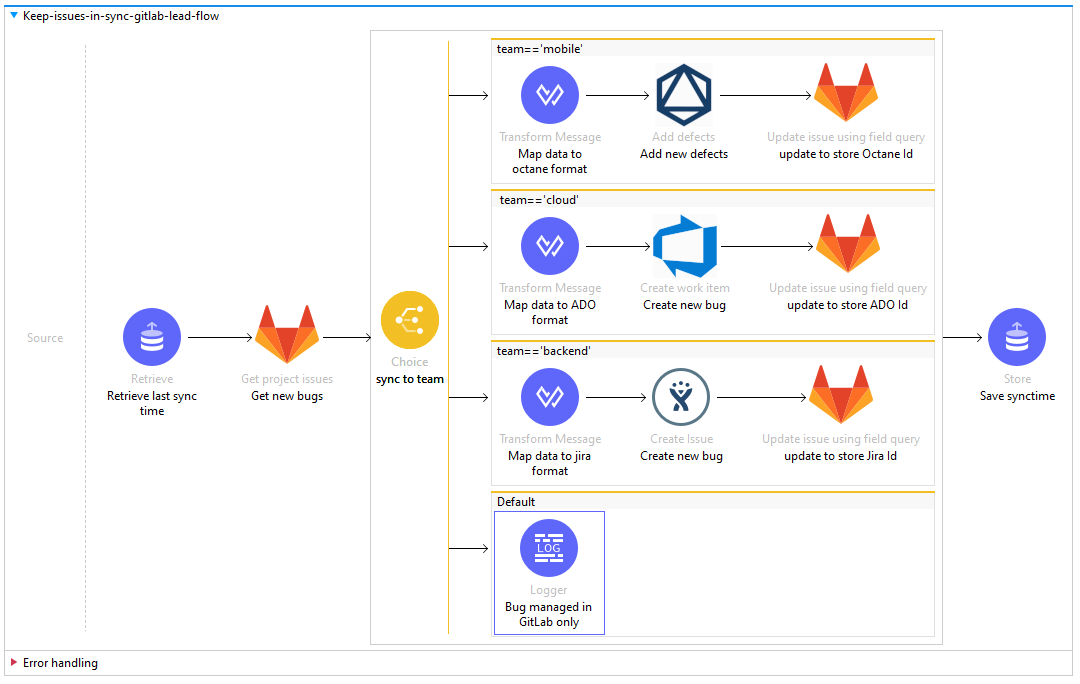 Keep-issues-in-sync-gitlab-lead-flow
Source
Retrieve
Retrieve last sync
time
Get project issues
Get new bugs
Choice
sync to team
team=='mobile'
Transform Message
Map data to
octane format
Add defects
Add new defects
Update issue using field query
update to store Octane Id
team=='cloud'
Transform Message
Map data to ADO
format
Create work item
Create new bug
Update issue using field query
update to store ADO Id
team=='backend'
Transform Message
Map data to jira
format
Create Issue
Create new bug
Update issue using field query
update to store Jira Id
Default
LOG
Logger
Bug managed in
GitLab only
Store
Save synctime
Error handling